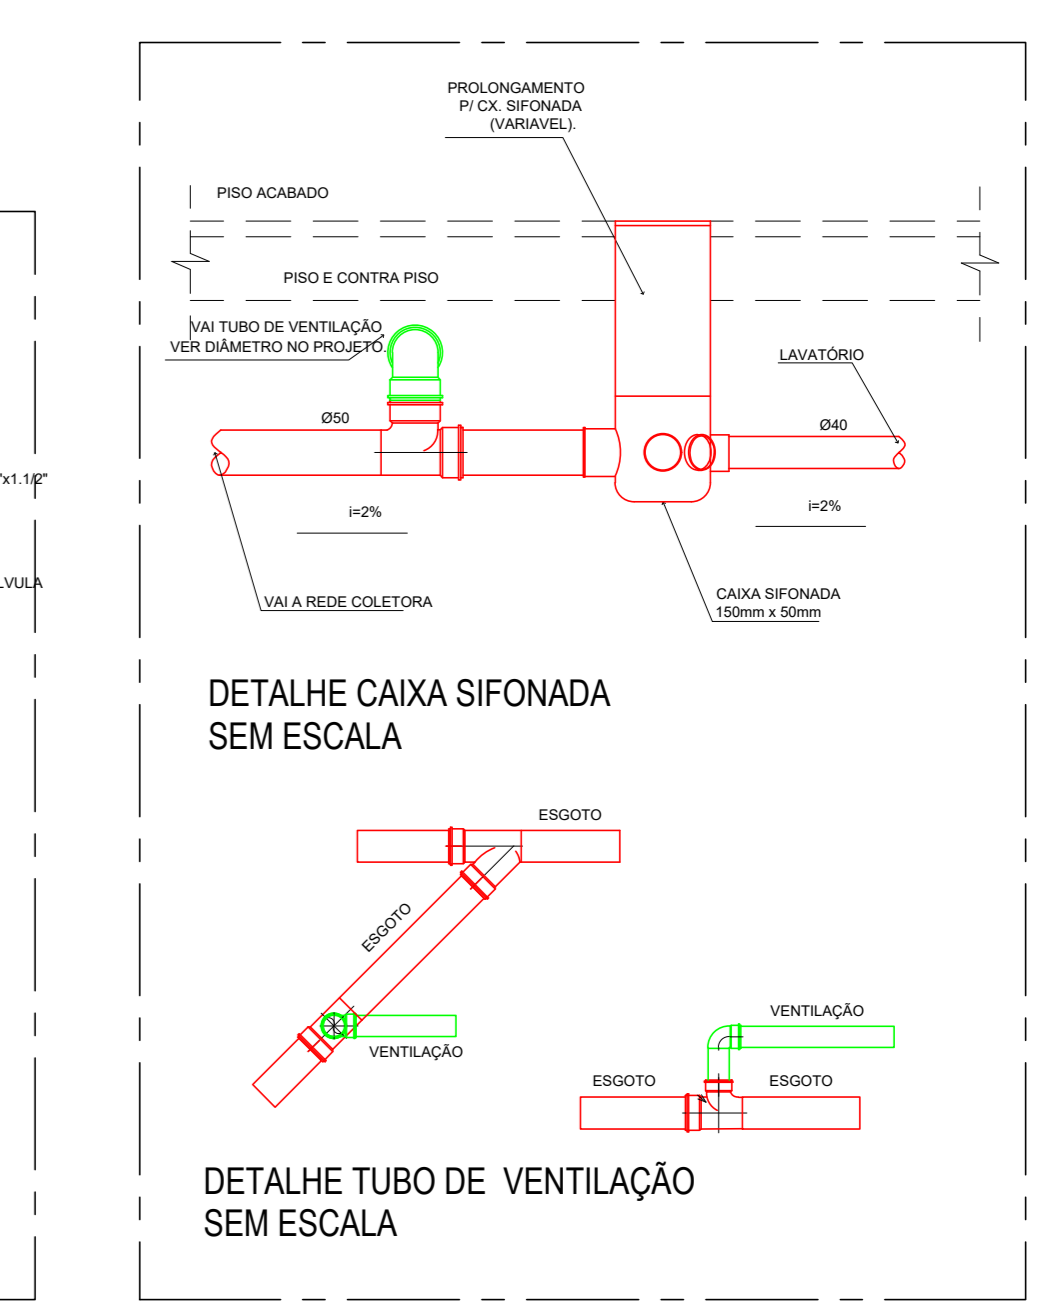 PROLONGAMENTO
P/ CX. SIFONADA
(VARIAVEL).
PISO ACABADO
PISO E CONTRA PISO
VAI TUBO DE VENTILAÇÃO
VER DIÂMETRO NO PROJETO.
LAVATÓRIO
Ø50
Ø40
"x1.1/2"
i=2%
i=2%
LVULA
VAI A REDE COLETORA
CAIXA SIFONADA
150mm x 50mm
DETALHE CAIXA SIFONADA
SEM ESCALA
ESGOTO
ESGOTO
VENTILAÇÃO
VENTILAÇÃO
ESGOTO
ESGOTO
DETALHE TUBO DE VENTILAÇÃO
SEM ESCALA